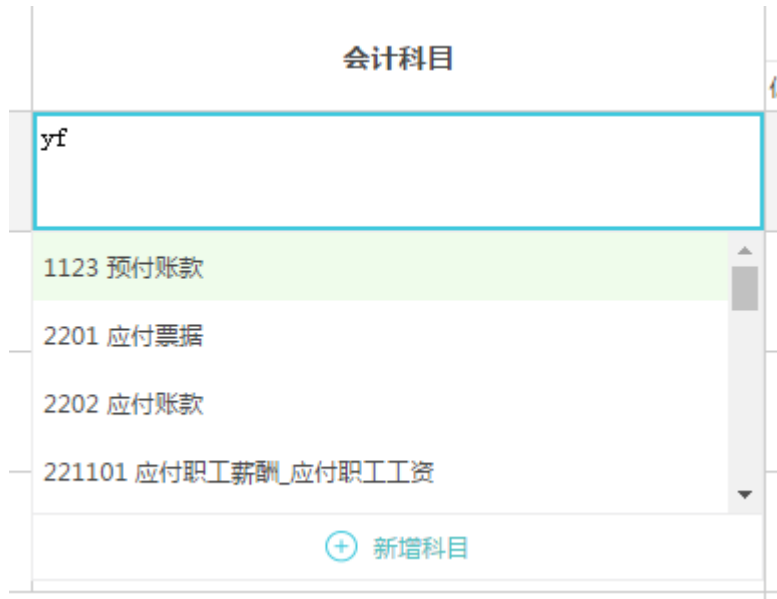 会计科目
yf
1123 预付账款
2201 应付票据
2202 应付账款
221101 应付职工薪酬_应付职工工资
新增科目